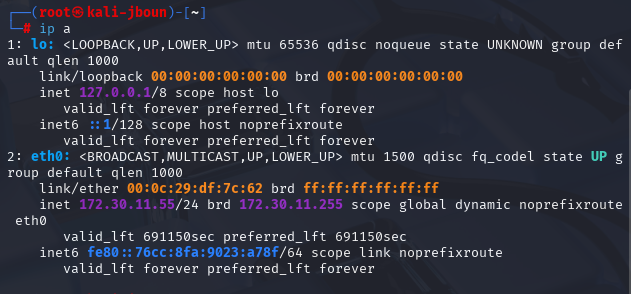 ┌──(root㉿kali-jboun)-[~]
└─# ip a
1: lo: <LOOPBACK,UP,LOWER_UP> mtu 65536 qdisc noqueue state UNKNOWN group def
ault qlen 1000
    link/loopback 00:00:00:00:00:00 brd 00:00:00:00:00:00
    inet 127.0.0.1/8 scope host lo
       valid_lft forever preferred_lft forever
    inet6 ::1/128 scope host noprefixroute
       valid_lft forever preferred_lft forever
2: eth0: <BROADCAST,MULTICAST,UP,LOWER_UP> mtu 1500 qdisc fq_codel state UP g
roup default qlen 1000
    link/ether 00:0c:29:df:7c:62 brd ff:ff:ff:ff:ff:ff
    inet 172.30.11.55/24 brd 172.30.11.255 scope global dynamic noprefixroute
 eth0
       valid_lft 691150sec preferred_lft 691150sec
    inet6 fe80::76cc:8fa:9023:a78f/64 scope link noprefixroute
       valid_lft forever preferred_lft forever